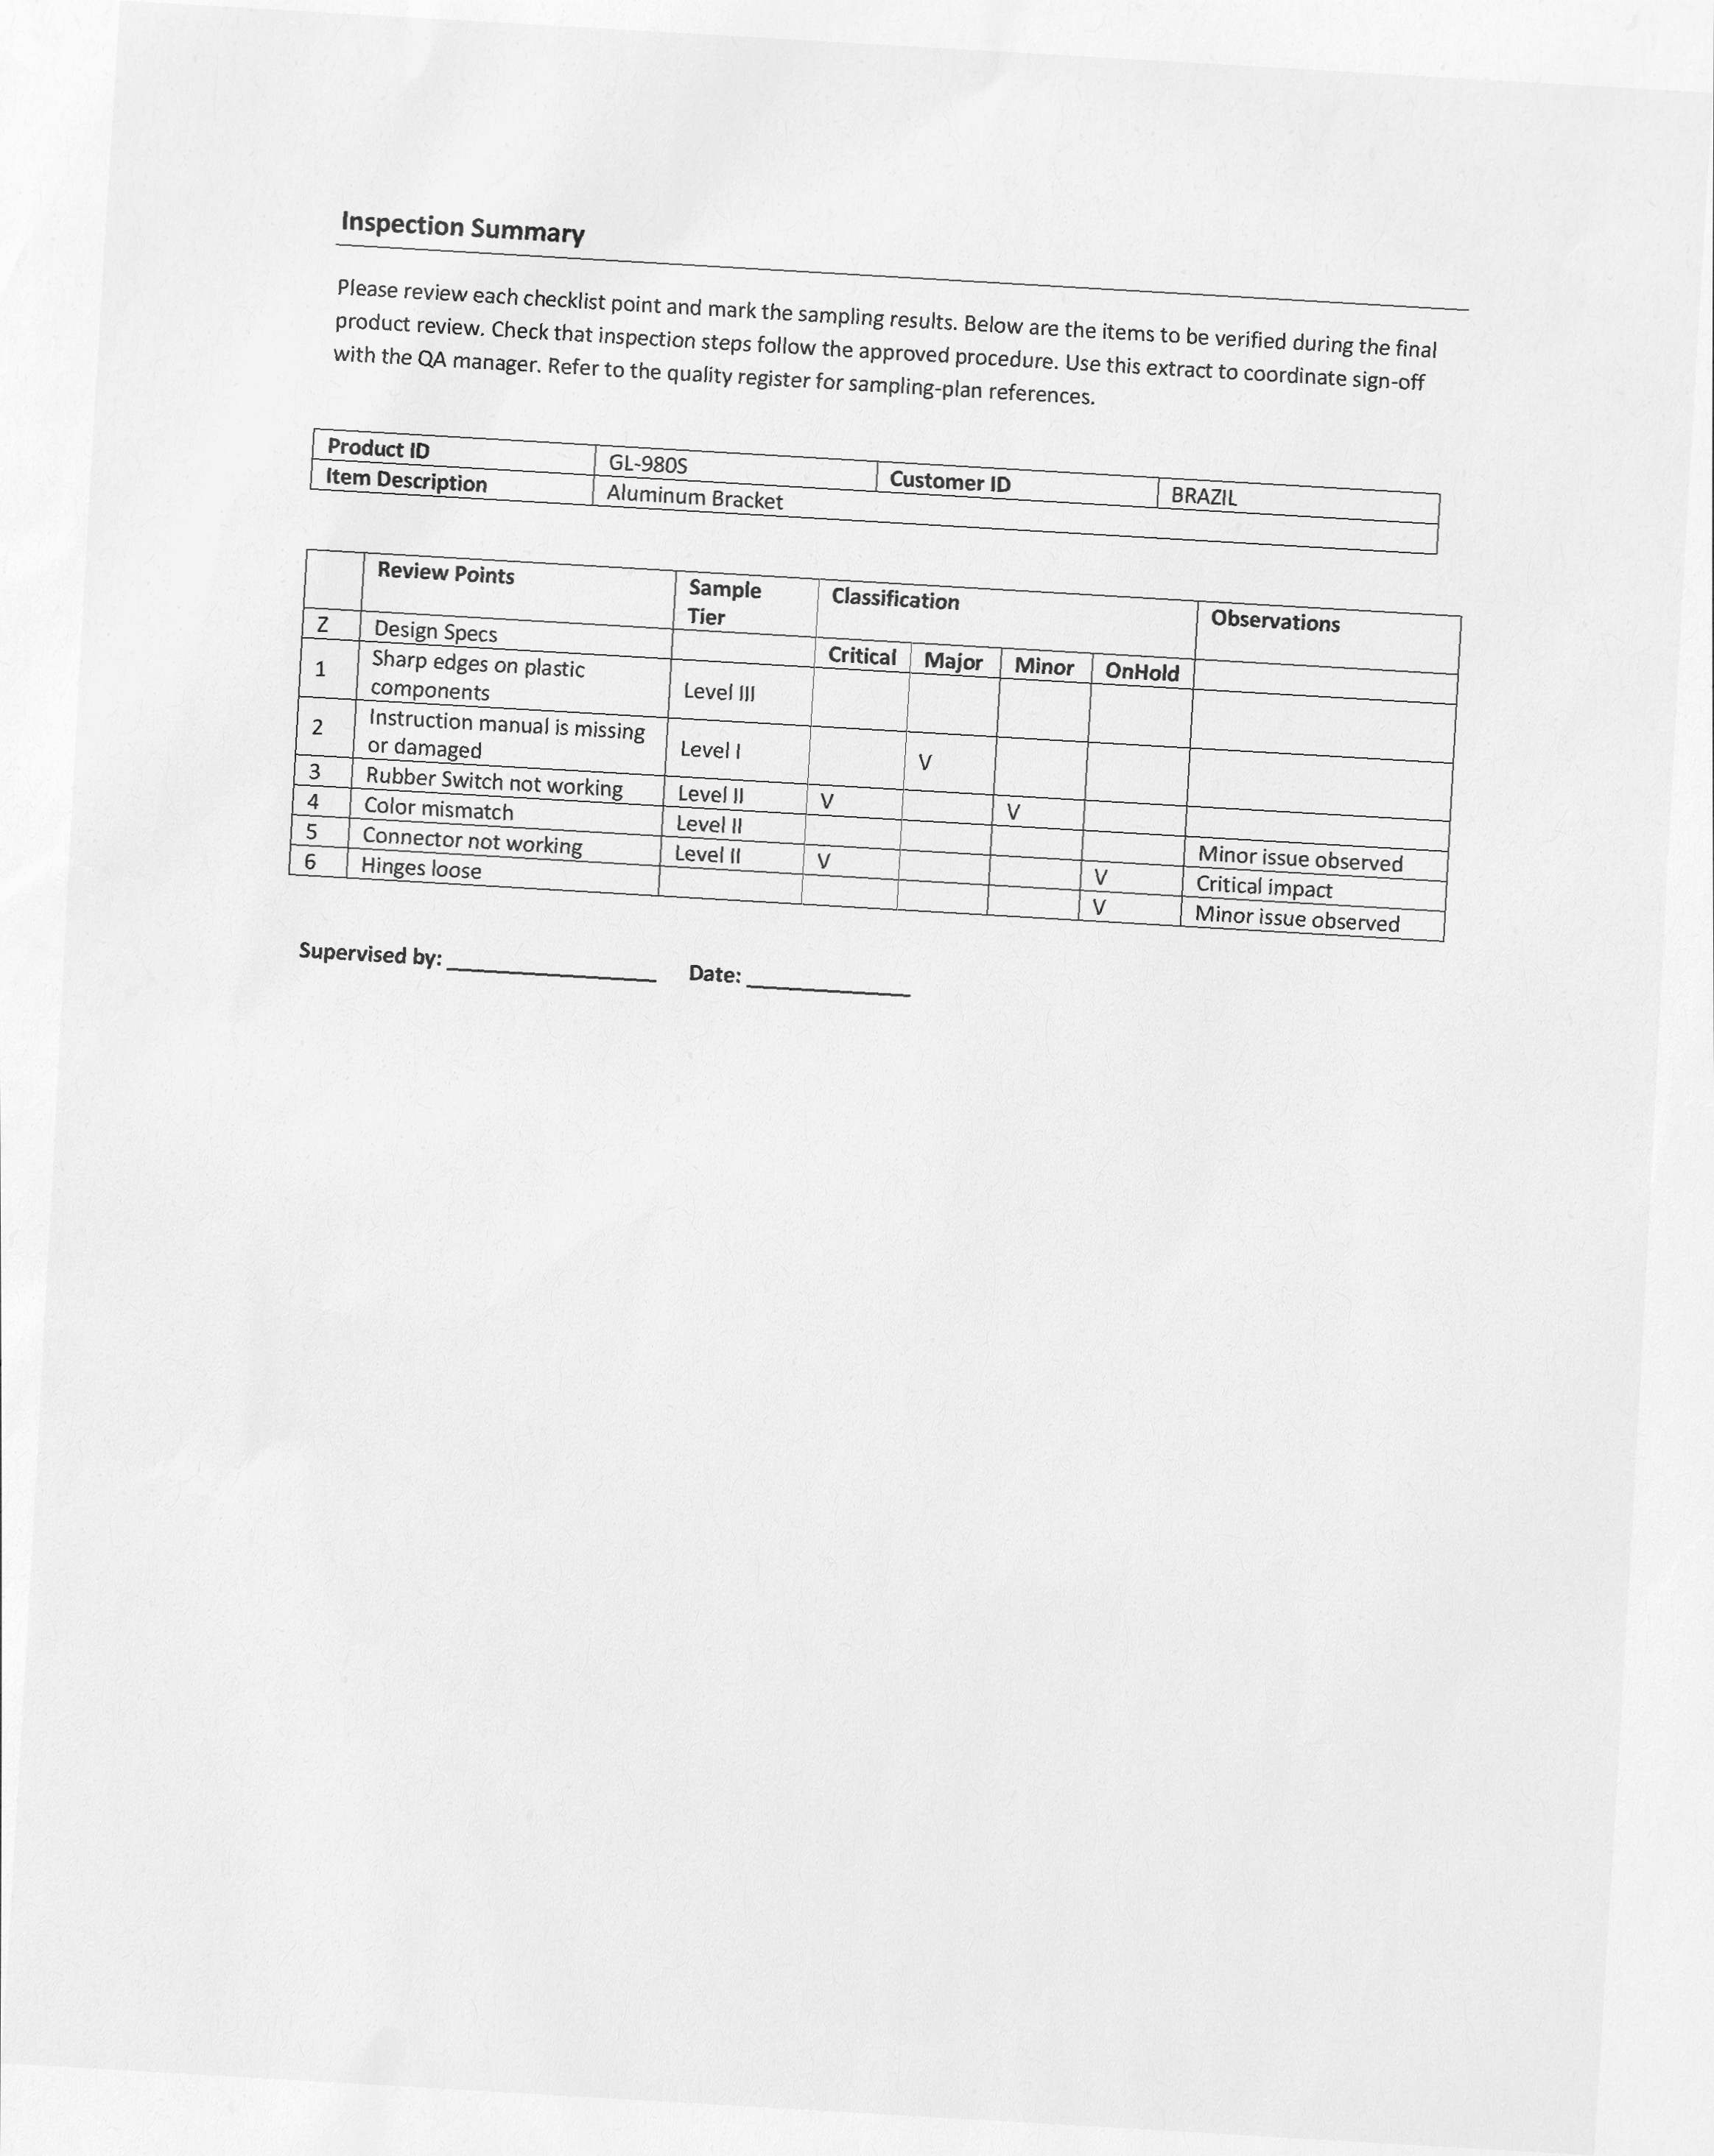 Inspection Summary
Please review each checklist point and mark the sampling results. Below are the items to be verified during the final
product review. Check that inspection steps follow the approved procedure. Use this extract to coordinate sign-off
with the QA manager. Refer to the quality register for sampling-plan references.
Product ID GL-980S Customer ID BRAZIL
Item Description Aluminum Bracket
Review Points Sample Classification Observations
Tier
Z Design Specs Critical Major Minor OnHold
1 Sharp edges on plastic Level III
components
2 Instruction manual is missing Level I V
or damaged
3 Rubber Switch not working Level II V V
4 Color mismatch Level II Minor issue observed
5 Connector not working Level II V V Critical impact
6 Hinges loose V Minor issue observed
Supervised by: ____________ Date: ____________